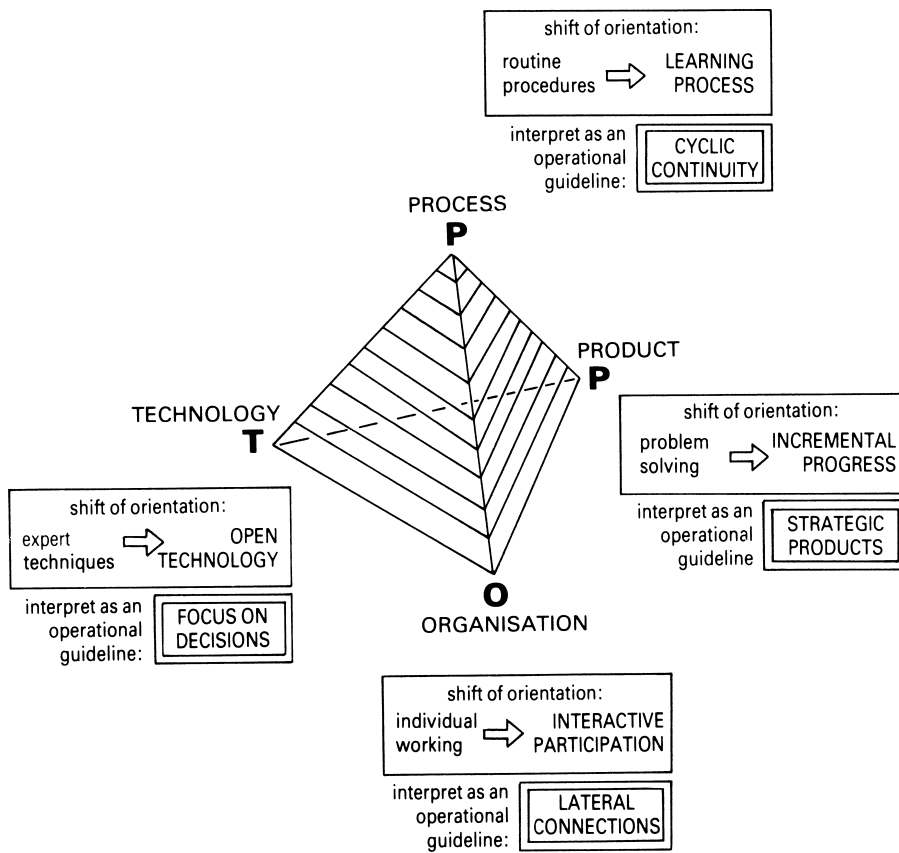 shift of orientation:
routine procedures LEARNING PROCESS
interpret as an operational guideline: CYCLIC CONTINUITY
PROCESS
P
PRODUCT
P
TECHNOLOGY
T
shift of orientation:
problem solving INCREMENTAL PROGRESS
interpret as an operational guideline STRATEGIC PRODUCTS
shift of orientation:
expert techniques OPEN TECHNOLOGY
interpret as an operational guideline: FOCUS ON DECISIONS
O
ORGANISATION
shift of orientation:
individual working INTERACTIVE PARTICIPATION
interpret as an operational guideline: LATERAL CONNECTIONS